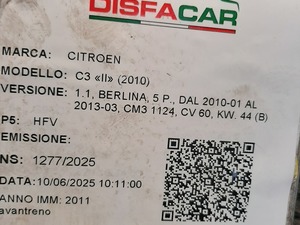 DISFACAR
MARCA: CITROEN
MODELLO: C3 «II» (2010)
VERSIONE: 1.1, BERLINA, 5 P., DAL 2010-01 AL
2013-03, CM3 1124, CV 60, KW. 44 (B)
P5: HFV
EMISSIONE:
NS: 1277/2025
DATA: 10/06/2025 10:11:00
ANNO IMM: 2011
avantreno